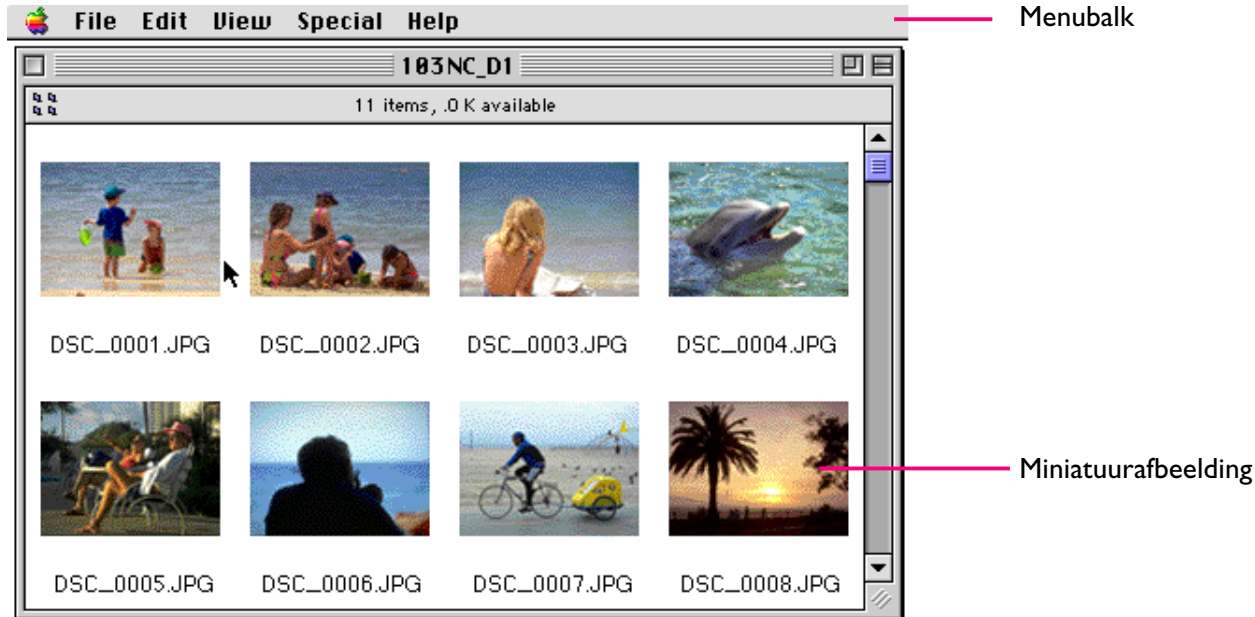 File Edit View Special Help
Menubalk
103NC_D1
11 items, .0 K available
DSC_0001.JPG DSC_0002.JPG DSC_0003.JPG DSC_0004.JPG
Miniatuurafbeelding
DSC_0005.JPG DSC_0006.JPG DSC_0007.JPG DSC_0008.JPG